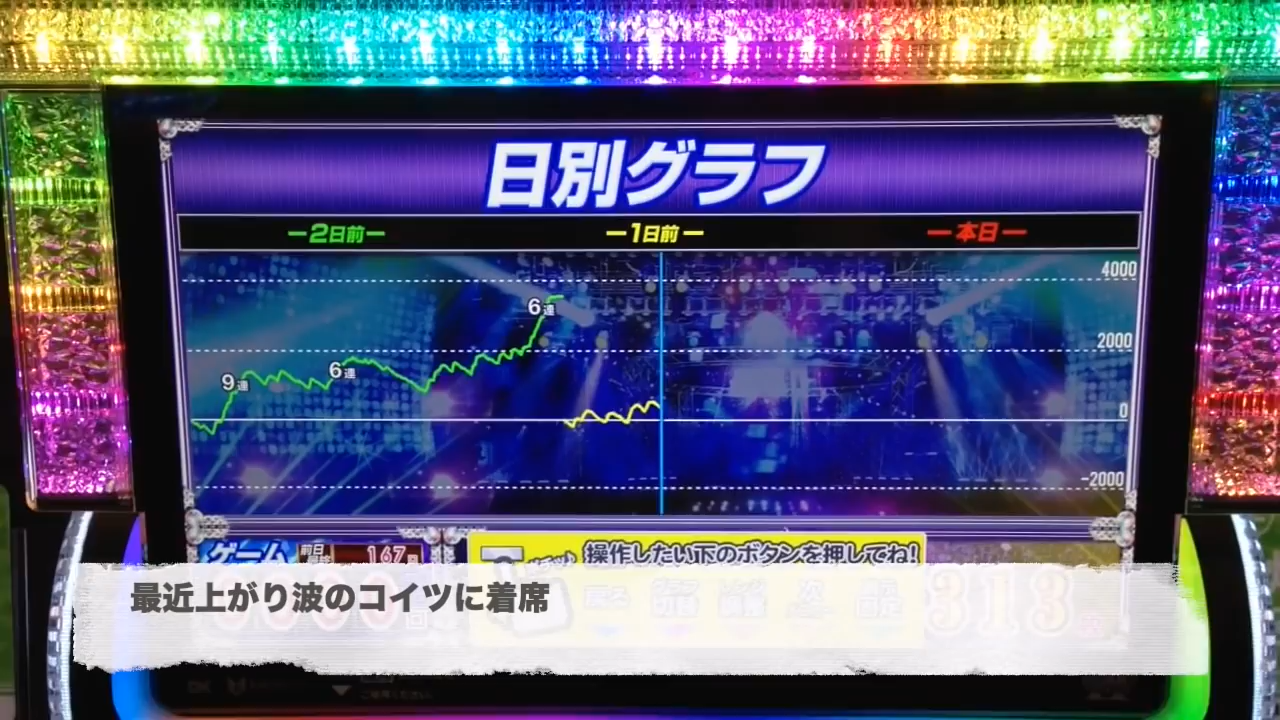 日別グラフ
ー2日前ー ー1日前ー ー本日ー
4000
6連
2000
9連 6連
0
-2000
ゲーム 前日 167
操作したい下のボタンを押してね!
最近上がり波のコイツに着席